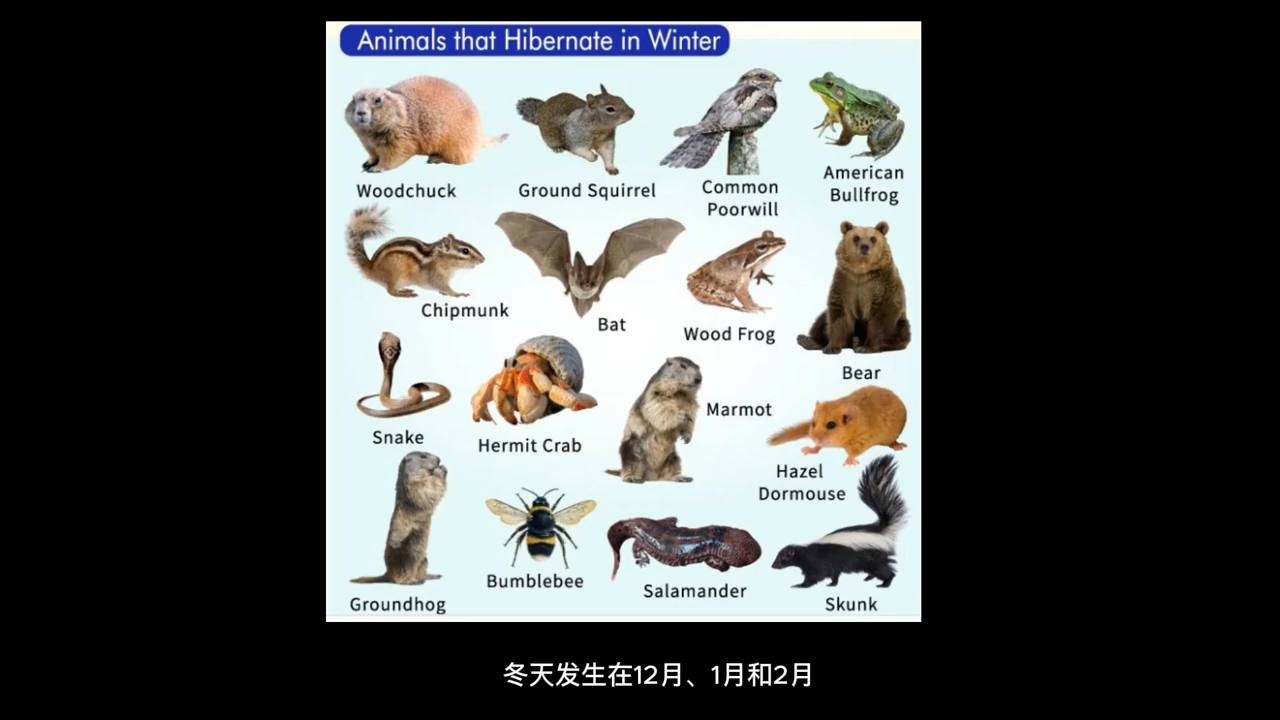 Animals that Hibernate in Winter
Woodchuck
Ground Squirrel
Common
Poorwill
American
Bullfrog
Chipmunk
Bat
Wood Frog
Bear
Snake
Hermit Crab
Marmot
Hazel
Dormouse
Groundhog
Bumblebee
Salamander
Skunk
冬天发生在12月、1月和2月